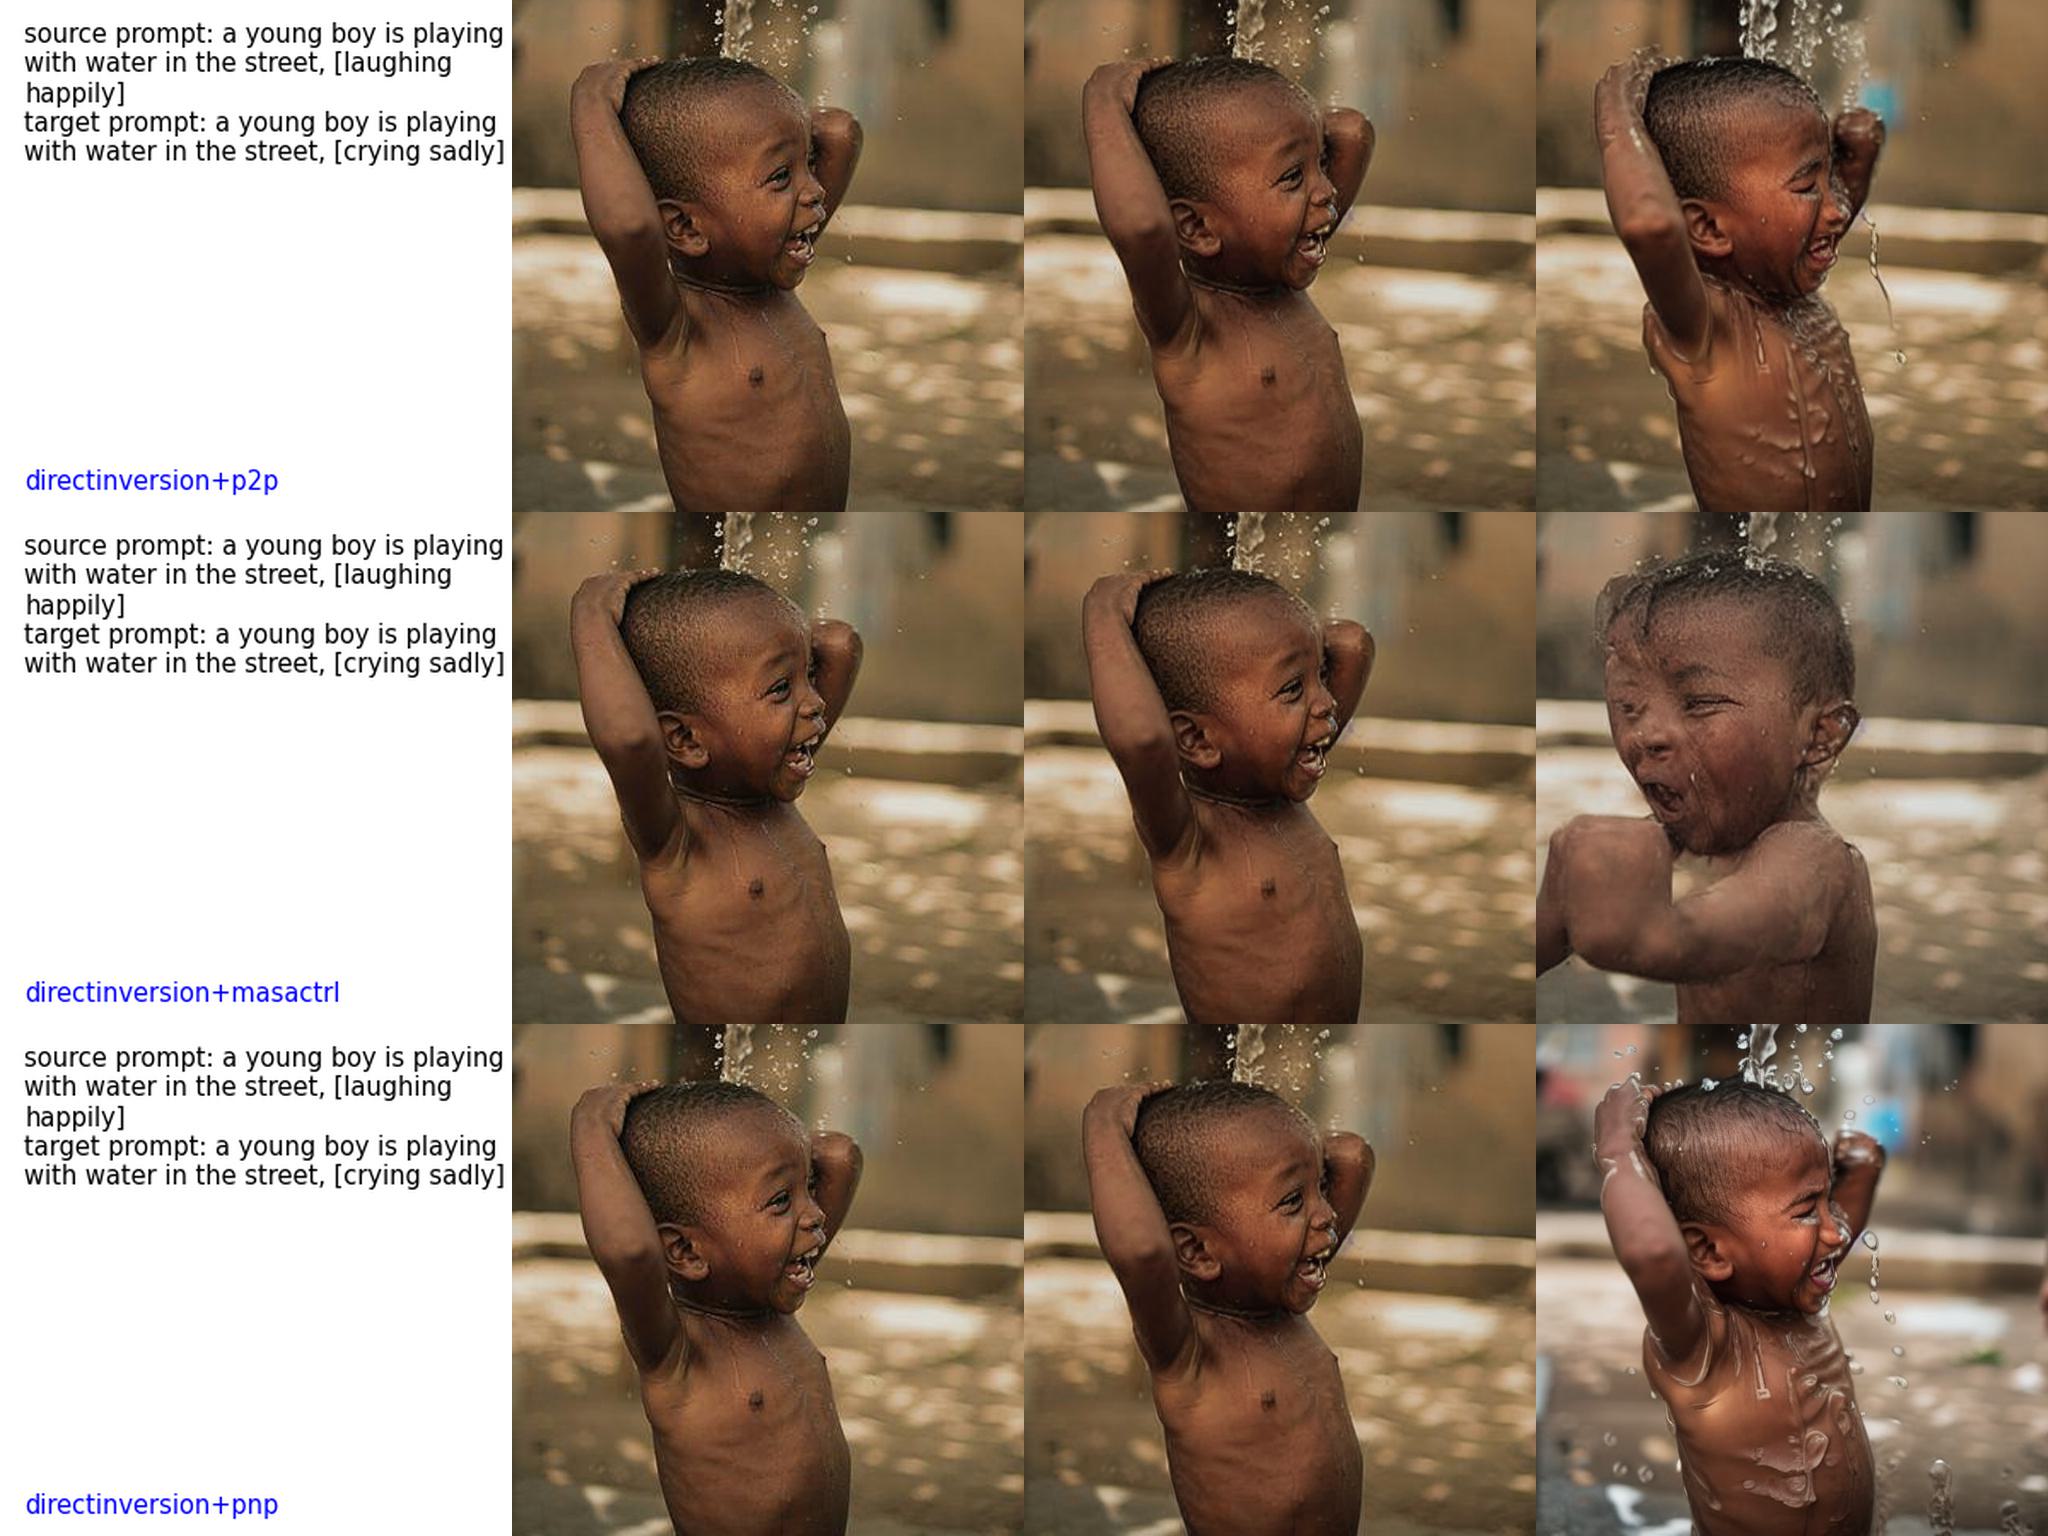 source prompt: a young boy is playing
with water in the street, [laughing
happily]
target prompt: a young boy is playing
with water in the street, [crying sadly]
directinversion+p2p
source prompt: a young boy is playing
with water in the street, [laughing
happily]
target prompt: a young boy is playing
with water in the street, [crying sadly]
directinversion+masactrl
source prompt: a young boy is playing
with water in the street, [laughing
happily]
target prompt: a young boy is playing
with water in the street, [crying sadly]
directinversion+pnp